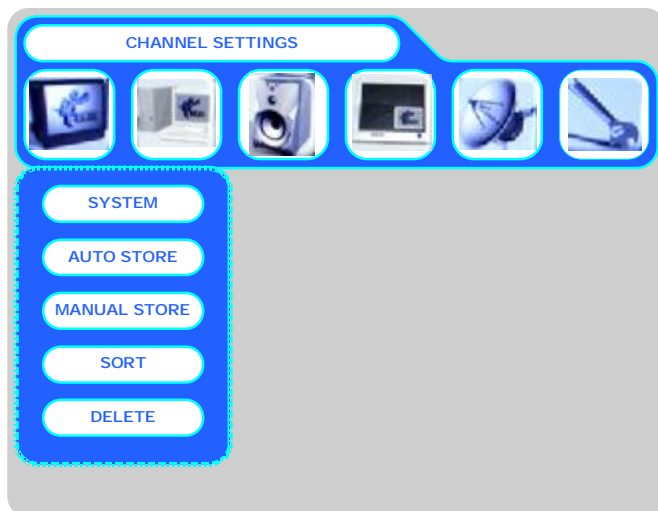 CHANNEL SETTINGS
SYSTEM
AUTO STORE
MANUAL STORE
SORT
DELETE